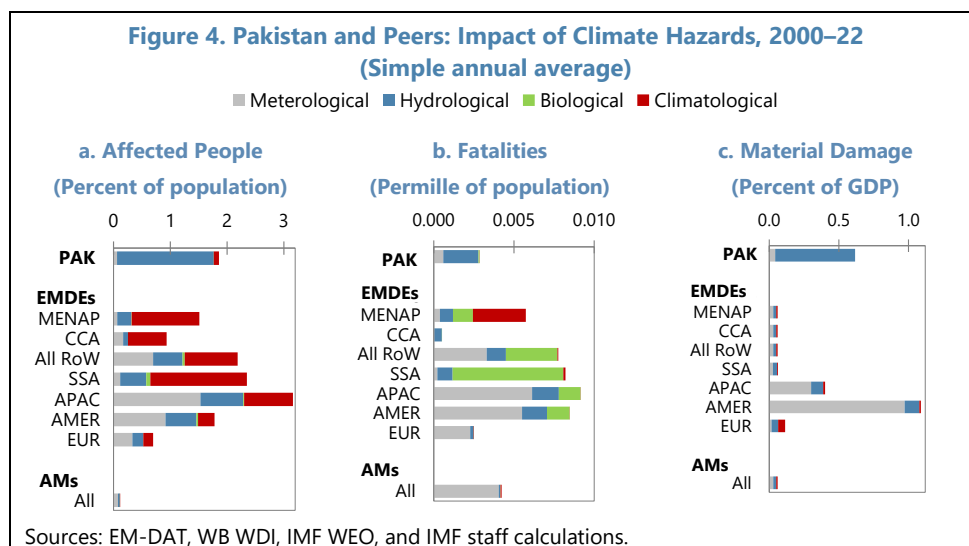 Figure 4. Pakistan and Peers: Impact of Climate Hazards, 2000–22
(Simple annual average)
Meterological Hydrological Biological Climatological
a. Affected People
(Percent of population)
0 1 2 3
PAK
EMDEs
MENAP
CCA
All RoW
SSA
APAC
AMER
EUR
AMs
All
b. Fatalities
(Permille of population)
0.000 0.005 0.010
PAK
EMDEs
MENAP
CCA
All RoW
SSA
APAC
AMER
EUR
AMs
All
c. Material Damage
(Percent of GDP)
0.0 0.5 1.0
PAK
EMDEs
MENAP
CCA
All RoW
SSA
APAC
AMER
EUR
AMs
All
Sources: EM-DAT, WB WDI, IMF WEO, and IMF staff calculations.